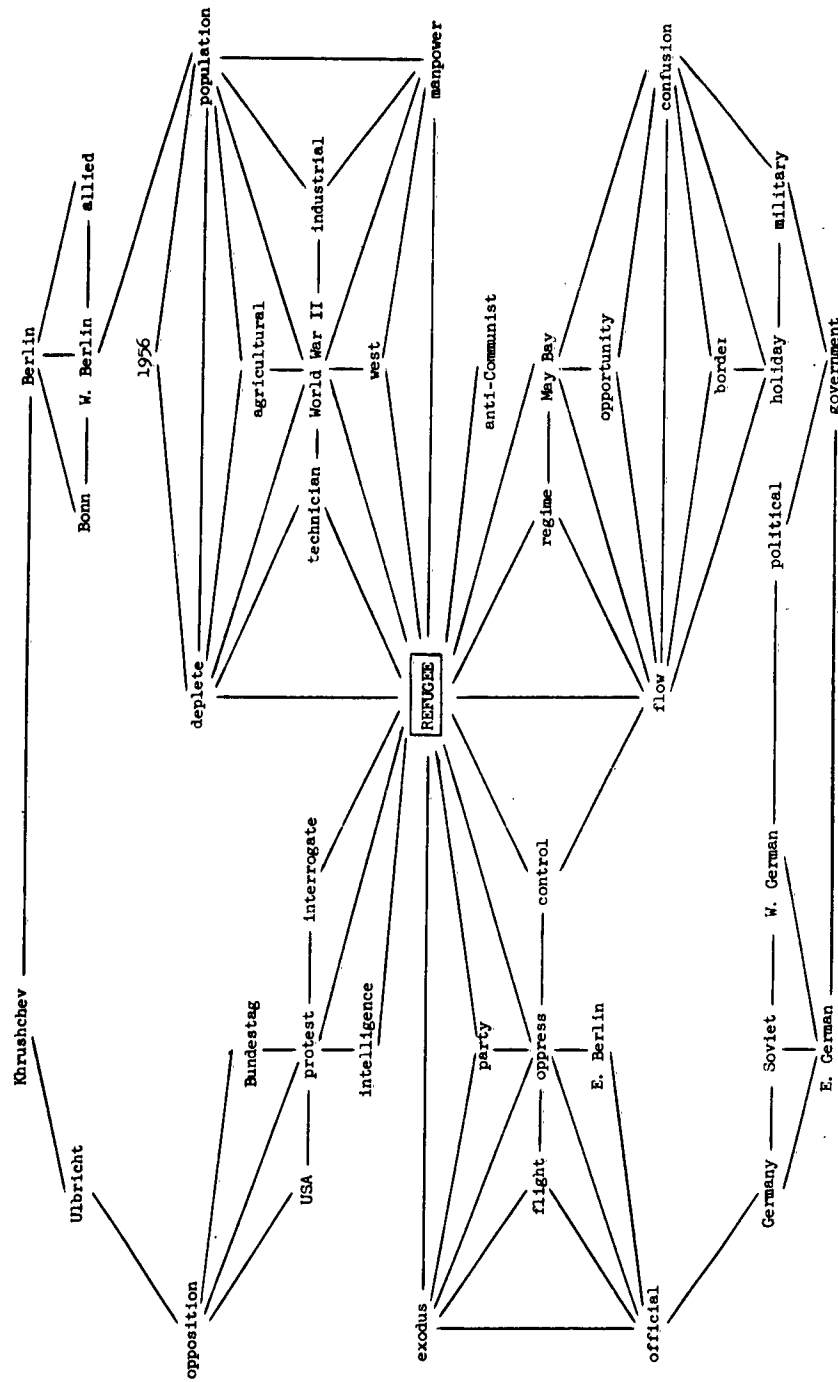 Khrushchev
Berlin
Ulbricht
Bonn
W. Berlin
allied
opposition
Bundestag
protest
USA
interrogate
intelligence
deplete
1956
population
agricultural
technician
World War II
industrial
west
manpower
REFUGEE
anti-Communist
exodus
party
flight
oppress
control
E. Berlin
official
regime
May Bay
opportunity
flow
confusion
border
holiday
military
Germany
Soviet
W. German
political
E. German
government